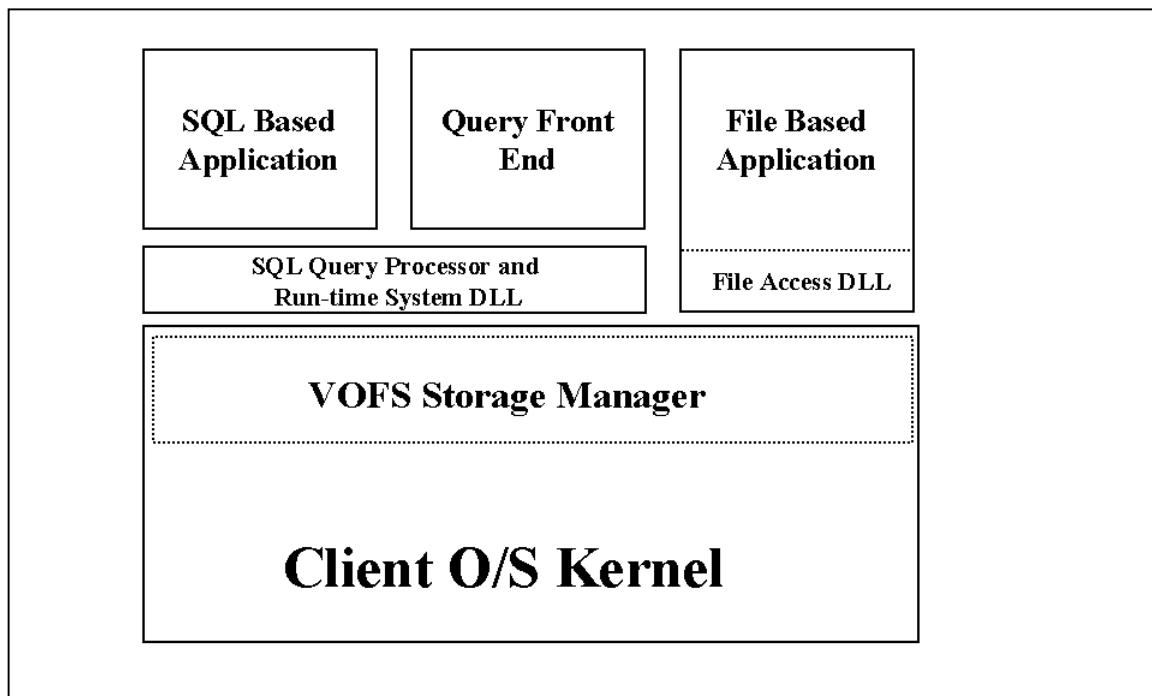 SQL Based
Application
Query Front
End
File Based
Application
SQL Query Processor and
Run-time System DLL
File Access DLL
VOFS Storage Manager
Client O/S Kernel